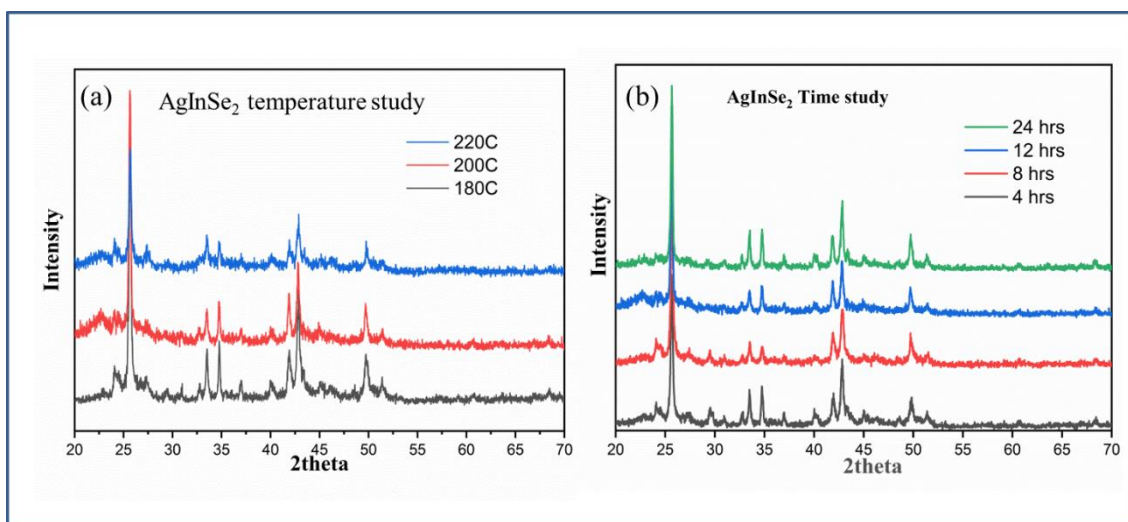 (a)
AgInSe₂ temperature study
220C
200C
180C
Intensity
20 25 30 35 40 45 50 55 60 65 70
2theta
(b)
AgInSe₂ Time study
24 hrs
12 hrs
8 hrs
4 hrs
Intensity
20 25 30 35 40 45 50 55 60 65 70
2theta